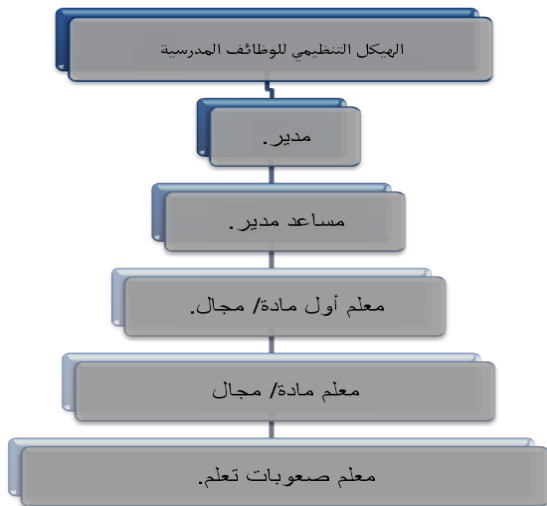 الهيكل التنظيمي للوظائف المدرسية
مدير.
مساعد مدير.
معلم أول مادة/ مجال.
معلم مادة/ مجال
معلم صعوبات تعلم.